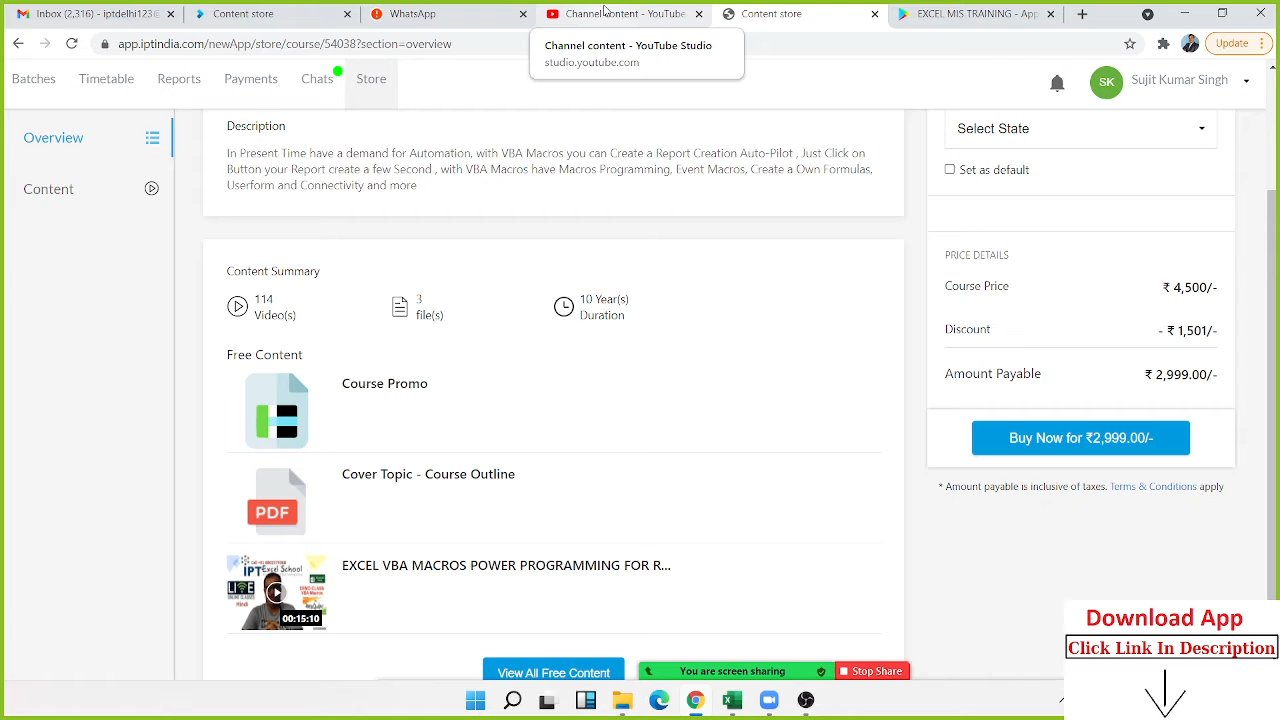 Inbox (2,316) - iptdelhi123@
Content store
WhatsApp
Channel content - YouTube
Content store
EXCEL MIS TRAINING - App
app.iptindia.com/newApp/store/course/54038?section=overview
Update
Channel content - YouTube Studio
studio.youtube.com
Batches
Timetable
Reports
Payments
Chats
Store
SK
Sujit Kumar Singh
Overview
Content
Description
In Present Time have a demand for Automation, with VBA Macros you can Create a Report Creation Auto-Pilot , Just Click on
Button your Report create a few Second , with VBA Macros have Macros Programming, Event Macros, Create a Own Formulas,
Userform and Connectivity and more
Select State
Set as default
PRICE DETAILS
Course Price
₹ 4,500/-
Discount
- ₹ 1,501/-
Amount Payable
₹ 2,999.00/-
Buy Now for ₹2,999.00/-
* Amount payable is inclusive of taxes. Terms & Conditions apply
Content Summary
114
Video(s)
3
file(s)
10 Year(s)
Duration
Free Content
Course Promo
PDF
Cover Topic - Course Outline
IPT Excel School
LIVE
ONLINE CLASSES
Hindi
00:15:10
EXCEL VBA MACROS POWER PROGRAMMING FOR R...
View All Free Content
You are screen sharing
Stop Share
Download App
Click Link In Description